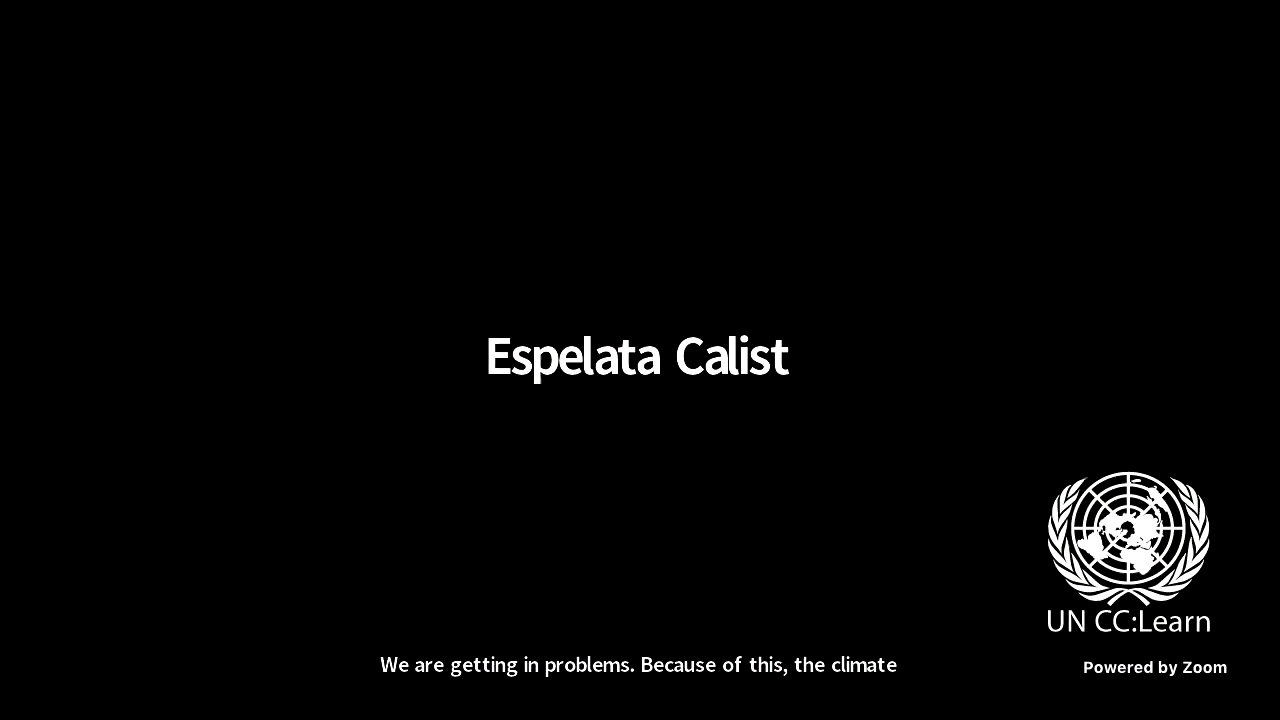 Espelata Calist
UN CC:Learn
We are getting in problems. Because of this, the climate
Powered by Zoom